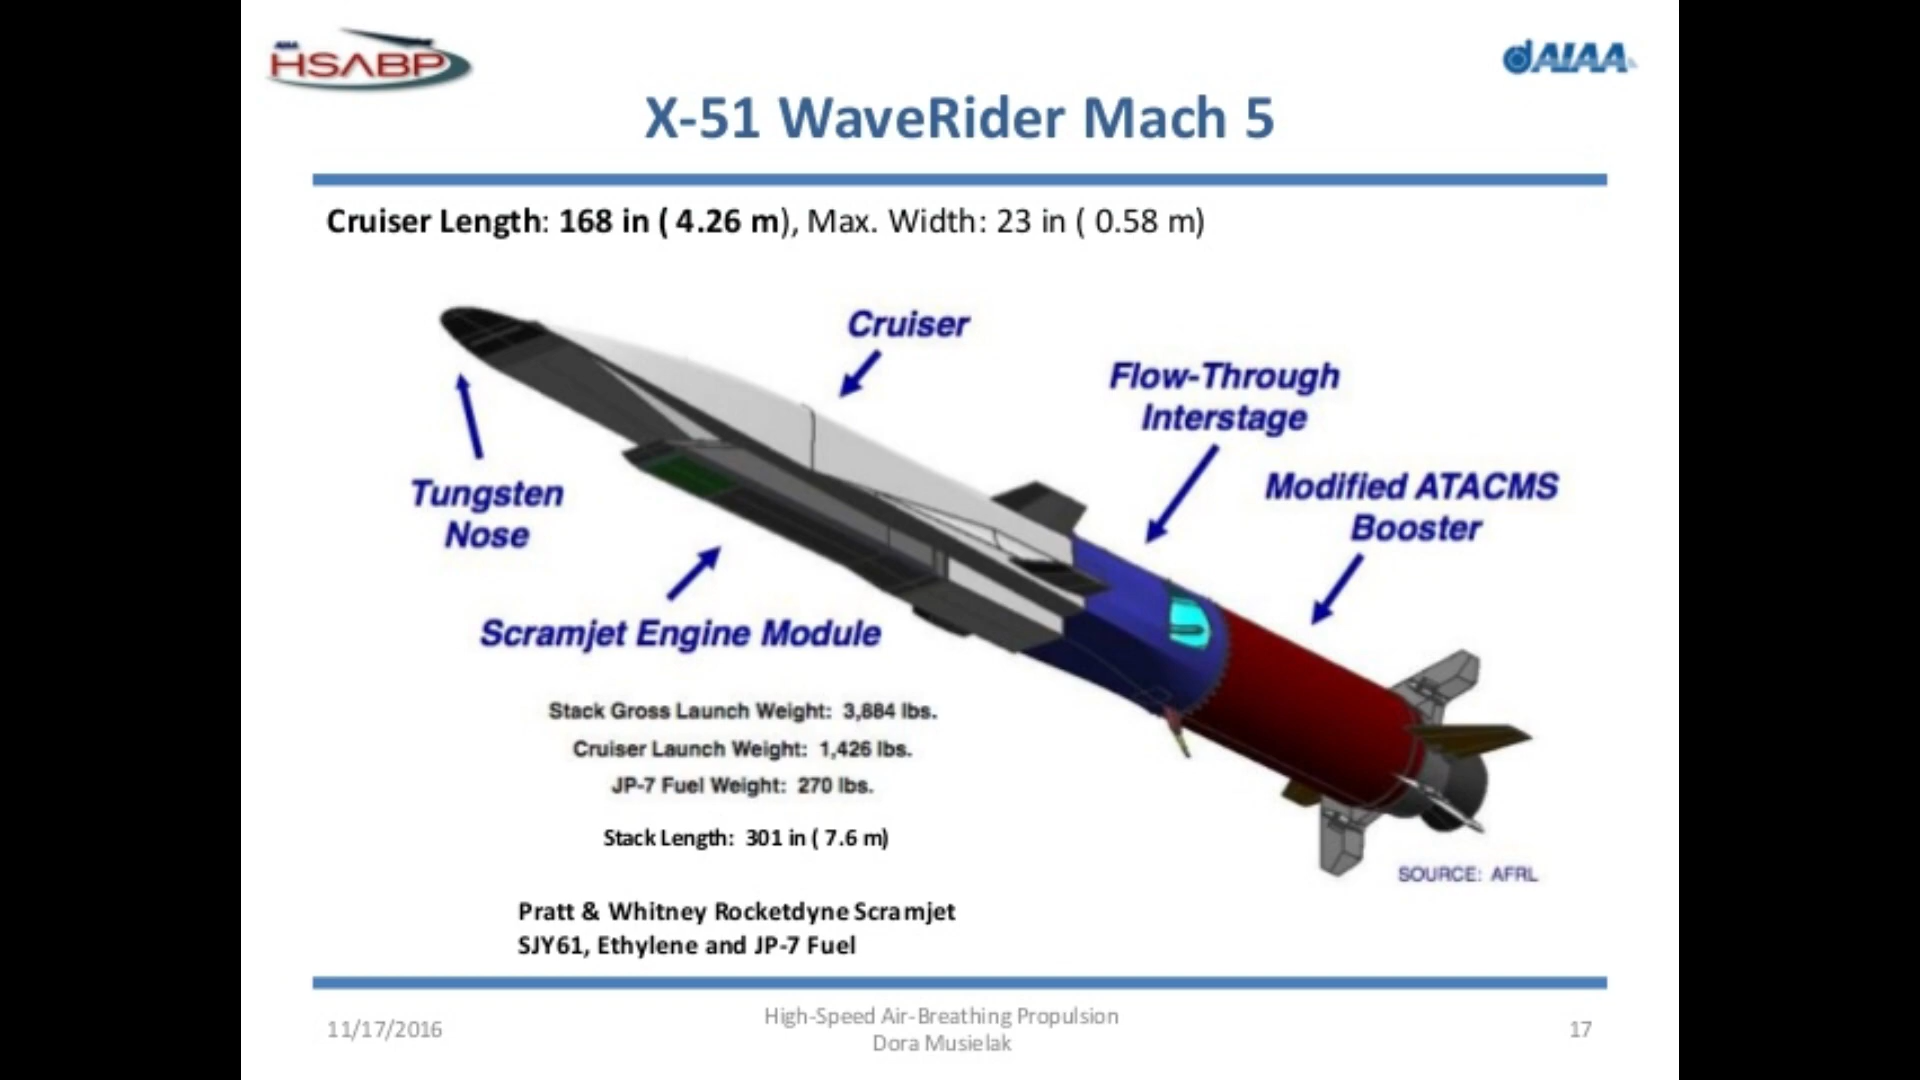 AIAA
HSABP
AIAA
X-51 WaveRider Mach 5
Cruiser Length: 168 in ( 4.26 m), Max. Width: 23 in ( 0.58 m)
Cruiser
Flow-Through
Interstage
Modified ATACMS
Booster
Tungsten
Nose
Scramjet Engine Module
Stack Gross Launch Weight: 3,884 lbs.
Cruiser Launch Weight: 1,426 lbs.
JP-7 Fuel Weight: 270 lbs.
Stack Length: 301 in ( 7.6 m)
SOURCE: AFRL
Pratt & Whitney Rocketdyne Scramjet
SJY61, Ethylene and JP-7 Fuel
11/17/2016
High-Speed Air-Breathing Propulsion
Dora Musielak
17